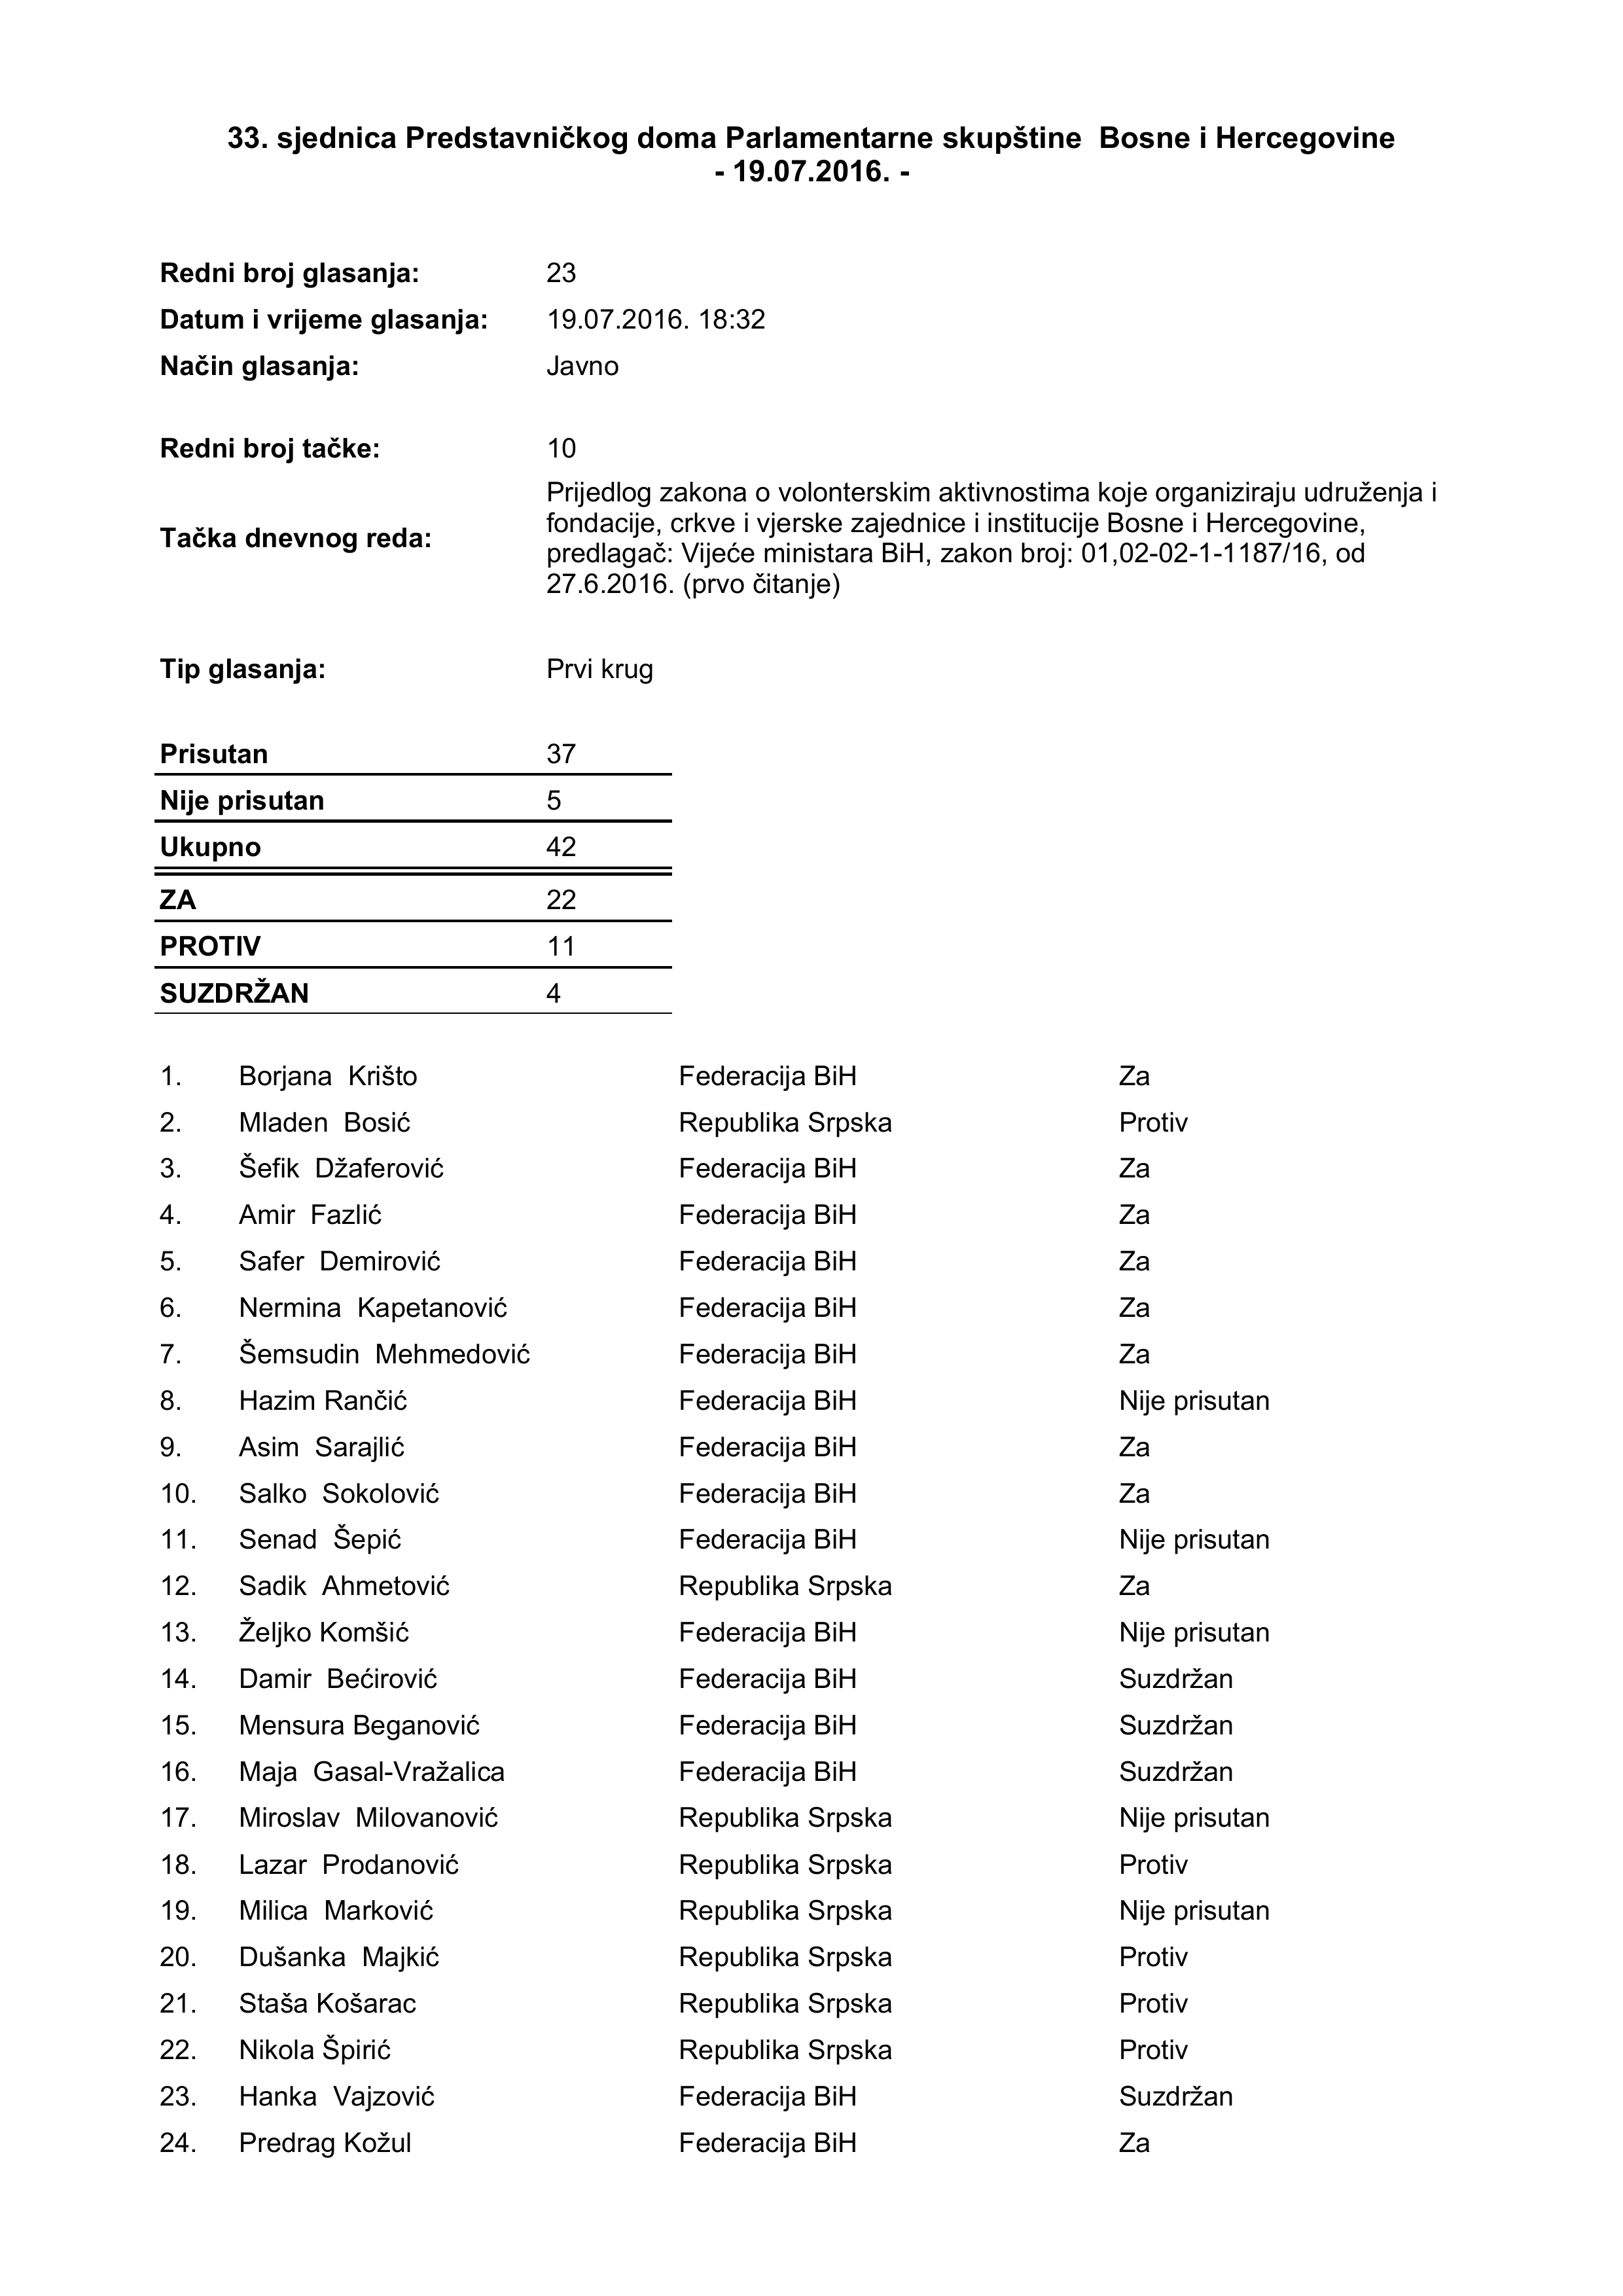 33. sjednica Predstavničkog doma Parlamentarne skupštine  Bosne i Hercegovine
- 19.07.2016. -
Redni broj glasanja: 23
Datum i vrijeme glasanja: 19.07.2016. 18:32
Način glasanja: Javno
Redni broj tačke: 10
Tačka dnevnog reda: Prijedlog zakona o volonterskim aktivnostima koje organiziraju udruženja i
fondacije, crkve i vjerske zajednice i institucije Bosne i Hercegovine,
predlagač: Vijeće ministara BiH, zakon broj: 01,02-02-1-1187/16, od
27.6.2016. (prvo čitanje)
Tip glasanja: Prvi krug
Prisutan 37
Nije prisutan 5
Ukupno 42
ZA 22
PROTIV 11
SUZDRŽAN 4
1. Borjana Krišto Federacija BiH Za
2. Mladen Bosić Republika Srpska Protiv
3. Šefik Džaferović Federacija BiH Za
4. Amir Fazlić Federacija BiH Za
5. Safer Demirović Federacija BiH Za
6. Nermina Kapetanović Federacija BiH Za
7. Šemsudin Mehmedović Federacija BiH Za
8. Hazim Rančić Federacija BiH Nije prisutan
9. Asim Sarajlić Federacija BiH Za
10. Salko Sokolović Federacija BiH Za
11. Senad Šepić Federacija BiH Nije prisutan
12. Sadik Ahmetović Republika Srpska Za
13. Željko Komšić Federacija BiH Nije prisutan
14. Damir Bećirović Federacija BiH Suzdržan
15. Mensura Beganović Federacija BiH Suzdržan
16. Maja Gasal-Vražalica Federacija BiH Suzdržan
17. Miroslav Milovanović Republika Srpska Nije prisutan
18. Lazar Prodanović Republika Srpska Protiv
19. Milica Marković Republika Srpska Nije prisutan
20. Dušanka Majkić Republika Srpska Protiv
21. Staša Košarac Republika Srpska Protiv
22. Nikola Špirić Republika Srpska Protiv
23. Hanka Vajzović Federacija BiH Suzdržan
24. Predrag Kožul Federacija BiH Za